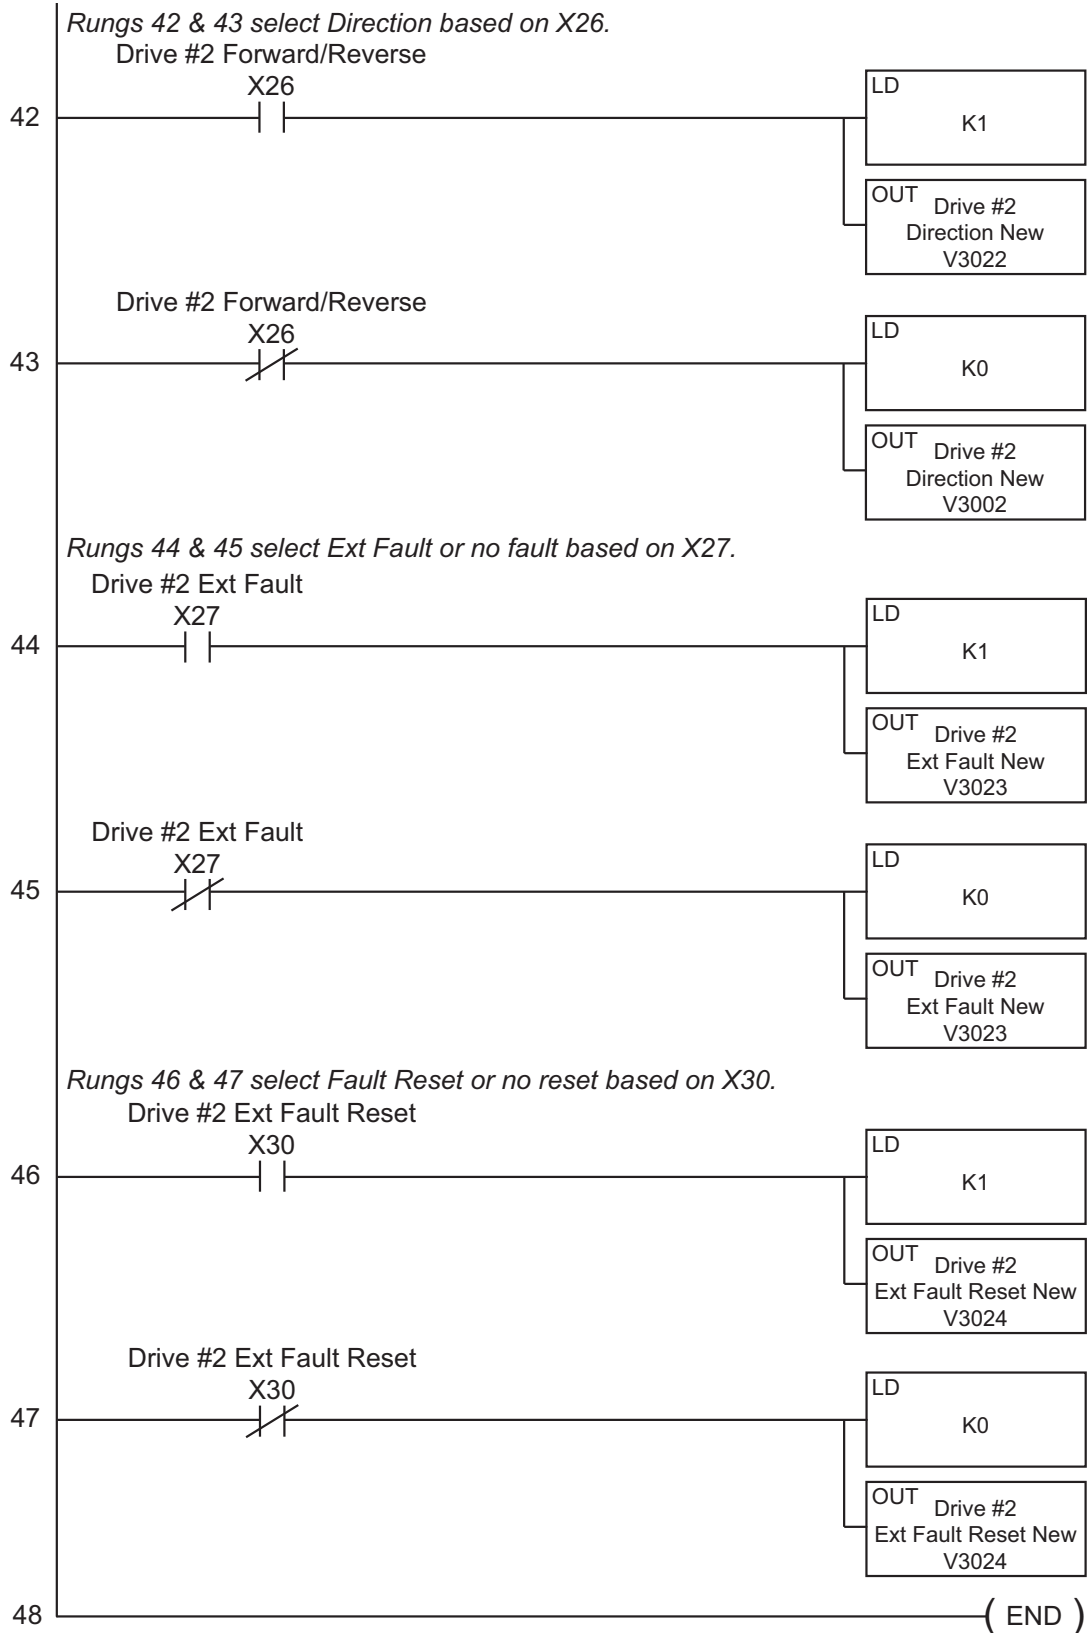 Rungs 42 & 43 select Direction based on X26.
Drive #2 Forward/Reverse
X26
42
LD
K1
OUT
Drive #2
Direction New
V3022
Drive #2 Forward/Reverse
X26
43
LD
K0
OUT
Drive #2
Direction New
V3002
Rungs 44 & 45 select Ext Fault or no fault based on X27.
Drive #2 Ext Fault
X27
44
LD
K1
OUT
Drive #2
Ext Fault New
V3023
Drive #2 Ext Fault
X27
45
LD
K0
OUT
Drive #2
Ext Fault New
V3023
Rungs 46 & 47 select Fault Reset or no reset based on X30.
Drive #2 Ext Fault Reset
X30
46
LD
K1
OUT
Drive #2
Ext Fault Reset New
V3024
Drive #2 Ext Fault Reset
X30
47
LD
K0
OUT
Drive #2
Ext Fault Reset New
V3024
48
( END )